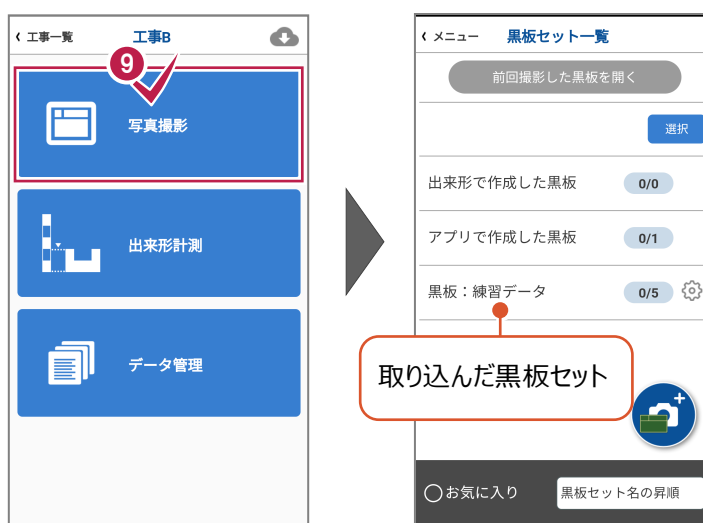 ‹ 工事一覧
工事B
9
写真撮影
出来形計測
データ管理
‹ メニュー
黒板セット一覧
前回撮影した黒板を開く
選択
出来形で作成した黒板 0/0
アプリで作成した黒板 0/1
黒板：練習データ 0/5
取り込んだ黒板セット
お気に入り
黒板セット名の昇順